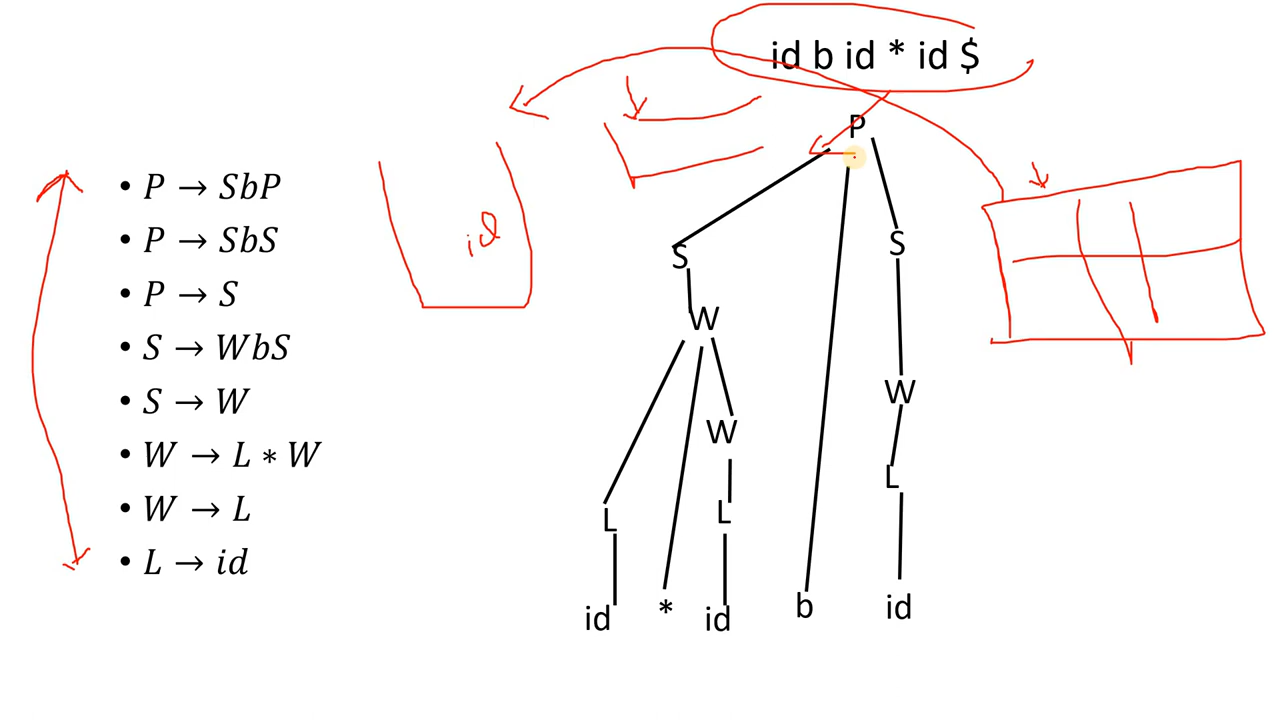 id b id * id $
• P → SbP
• P → SbS
• P → S
• S → WbS
• S → W
• W → L ∗ W
• W → L
• L → id
id
P
S
S
W
W
W
L
L
L
id
*
id
b
id